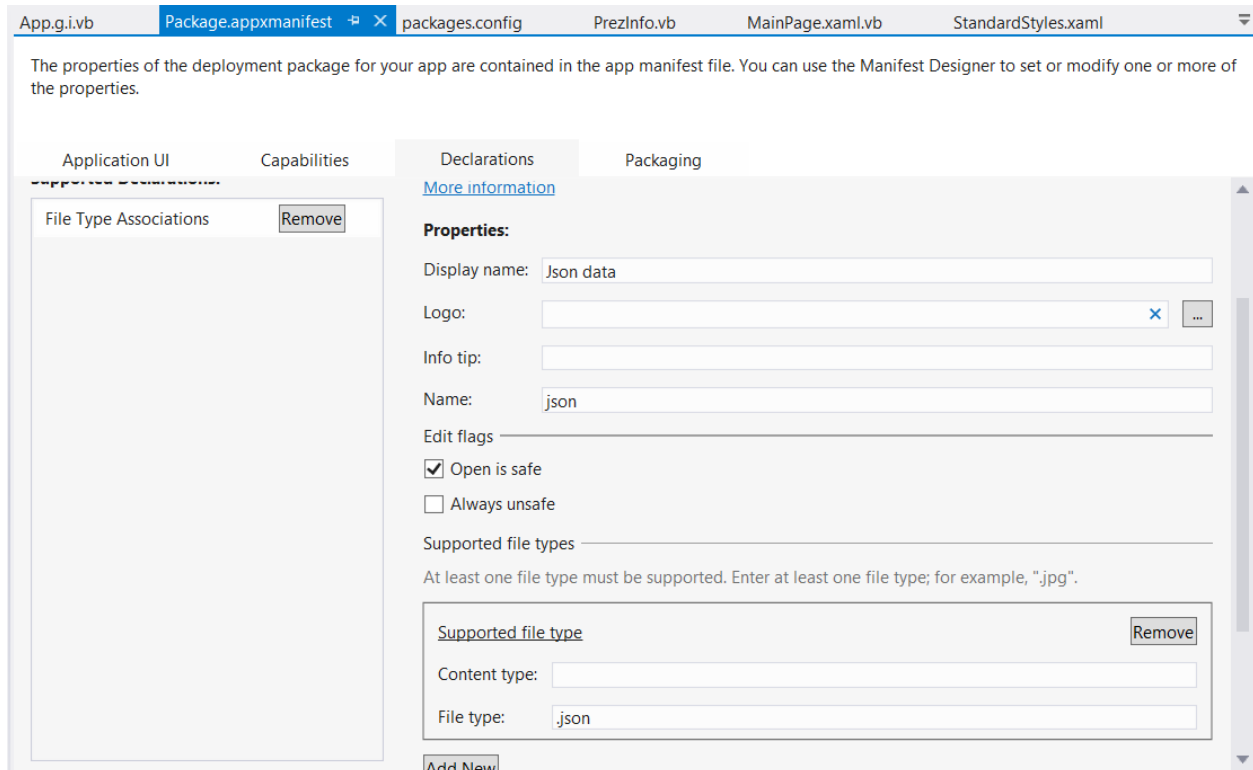 App.g.i.vb Package.appxmanifest packages.config PrezInfo.vb MainPage.xaml.vb StandardStyles.xaml
The properties of the deployment package for your app are contained in the app manifest file. You can use the Manifest Designer to set or modify one or more of
the properties.
Application UI Capabilities Declarations Packaging
Supported Declarations:
More information
File Type Associations Remove
Properties:
Display name: Json data
Logo: ...
Info tip:
Name: json
Edit flags
Open is safe
Always unsafe
Supported file types
At least one file type must be supported. Enter at least one file type; for example, ".jpg".
Supported file type Remove
Content type:
File type: .json
Add New